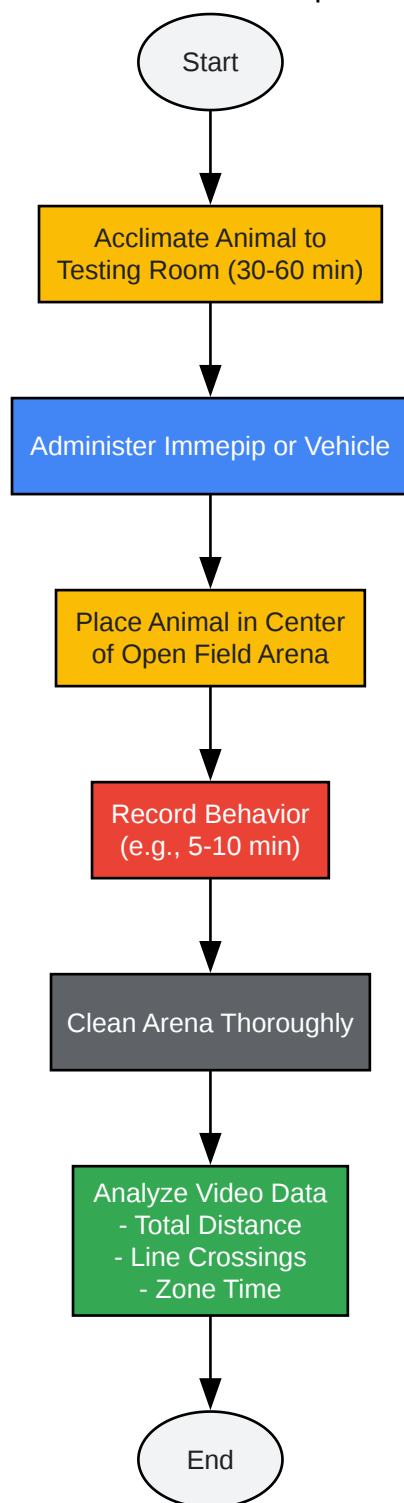 Start
Acclimate Animal to
Testing Room (30-60 min)
Administer Immepip or Vehicle
Place Animal in Center
of Open Field Arena
Record Behavior
(e.g., 5-10 min)
Clean Arena Thoroughly
Analyze Video Data
- Total Distance
- Line Crossings
- Zone Time
End